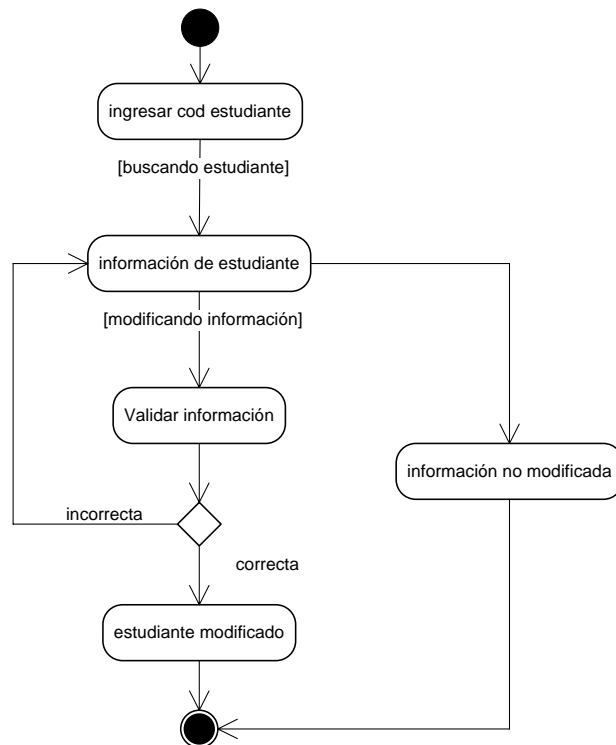 ingresar cod estudiante
[buscando estudiante]
información de estudiante
[modificando información]
Validar información
información no modificada
incorrecta
correcta
estudiante modificado